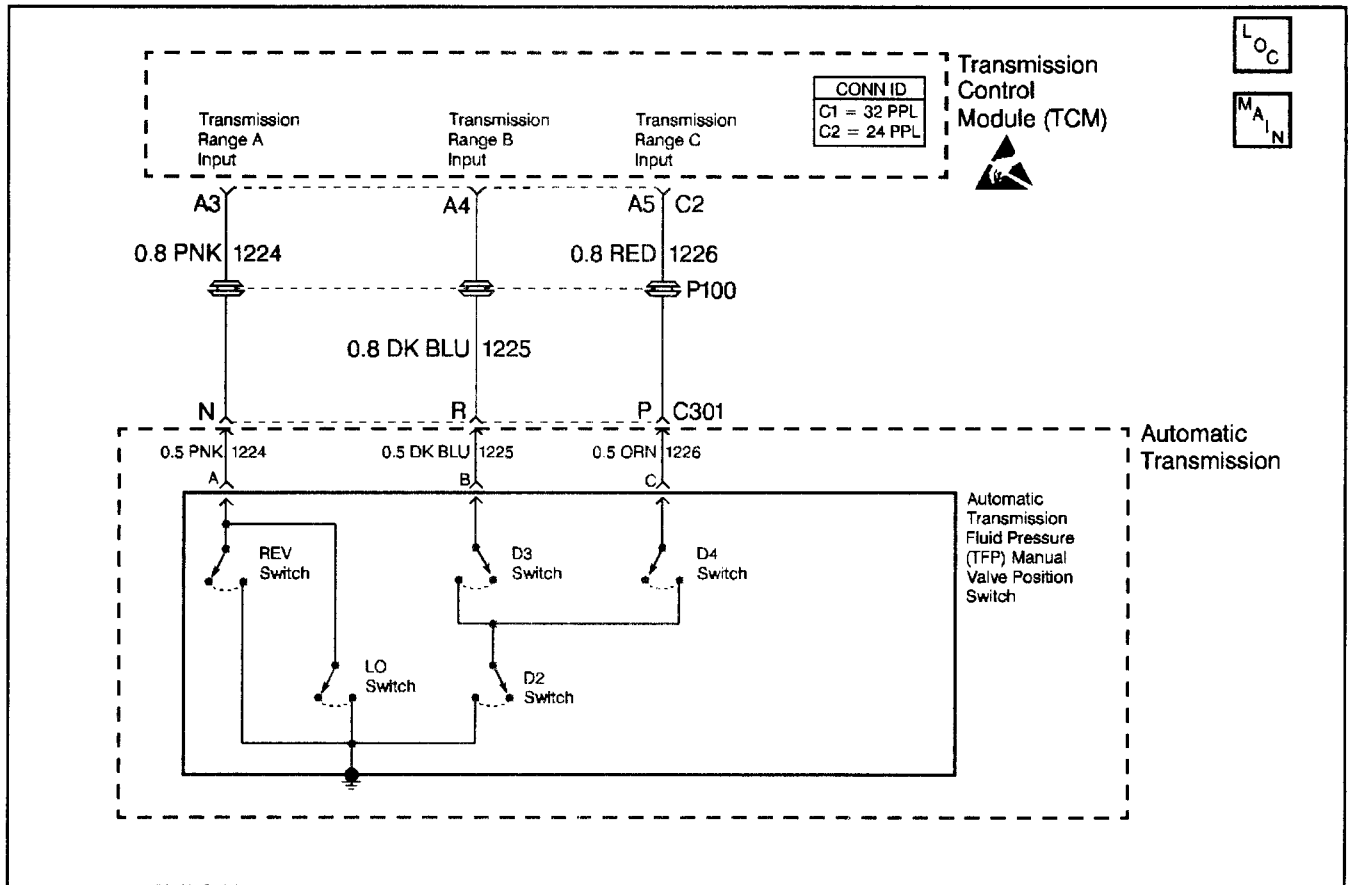 LOC
MAIN
Transmission
Control
Module (TCM)
CONN ID
C1 = 32 PPL
C2 = 24 PPL
Transmission
Range A
Input
Transmission
Range B
Input
Transmission
Range C
Input
A3
A4
A5
C2
0.8 PNK 1224
0.8 RED 1226
P100
0.8 DK BLU 1225
N
R
P
C301
Automatic
Transmission
0.5 PNK 1224
0.5 DK BLU 1225
0.5 ORN 1226
A
B
C
Automatic
Transmission
Fluid Pressure
(TFP) Manual
Valve Position
Switch
REV
Switch
D3
Switch
D4
Switch
LO
Switch
D2
Switch